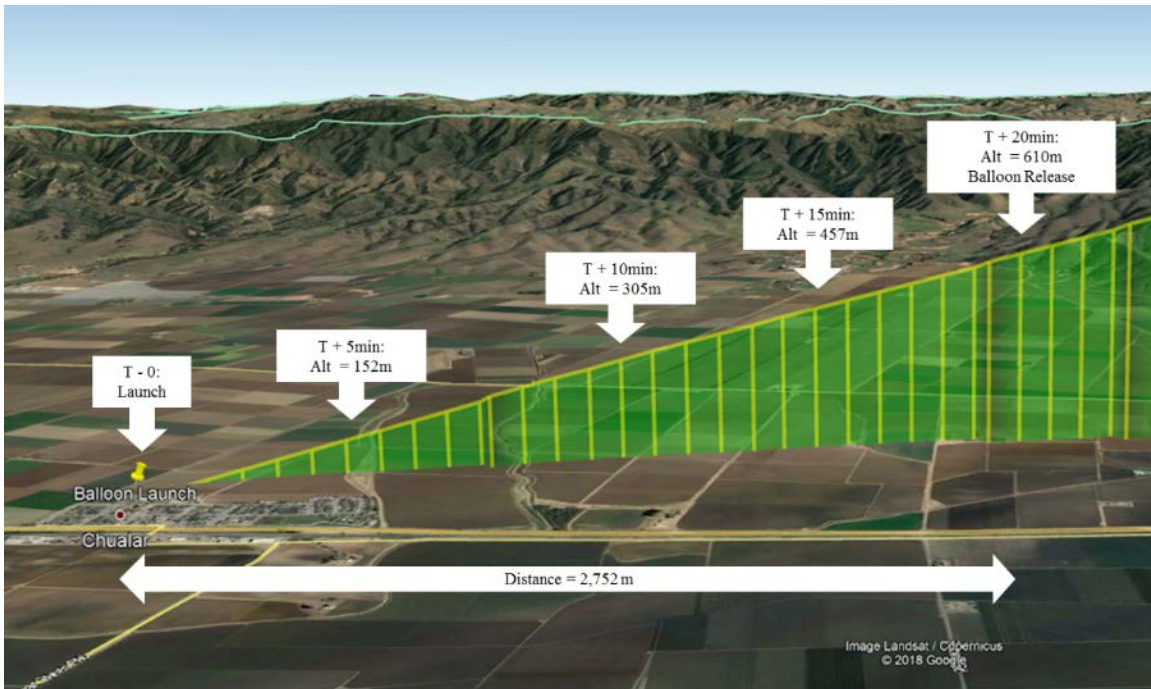 T + 20min:
Alt = 610m
Balloon Release
T + 15min:
Alt = 457m
T + 10min:
Alt = 305m
T + 5min:
Alt = 152m
T - 0:
Launch
Balloon Launch
Chualar
Distance = 2,752 m
Image Landsat / Copernicus
© 2018 Google